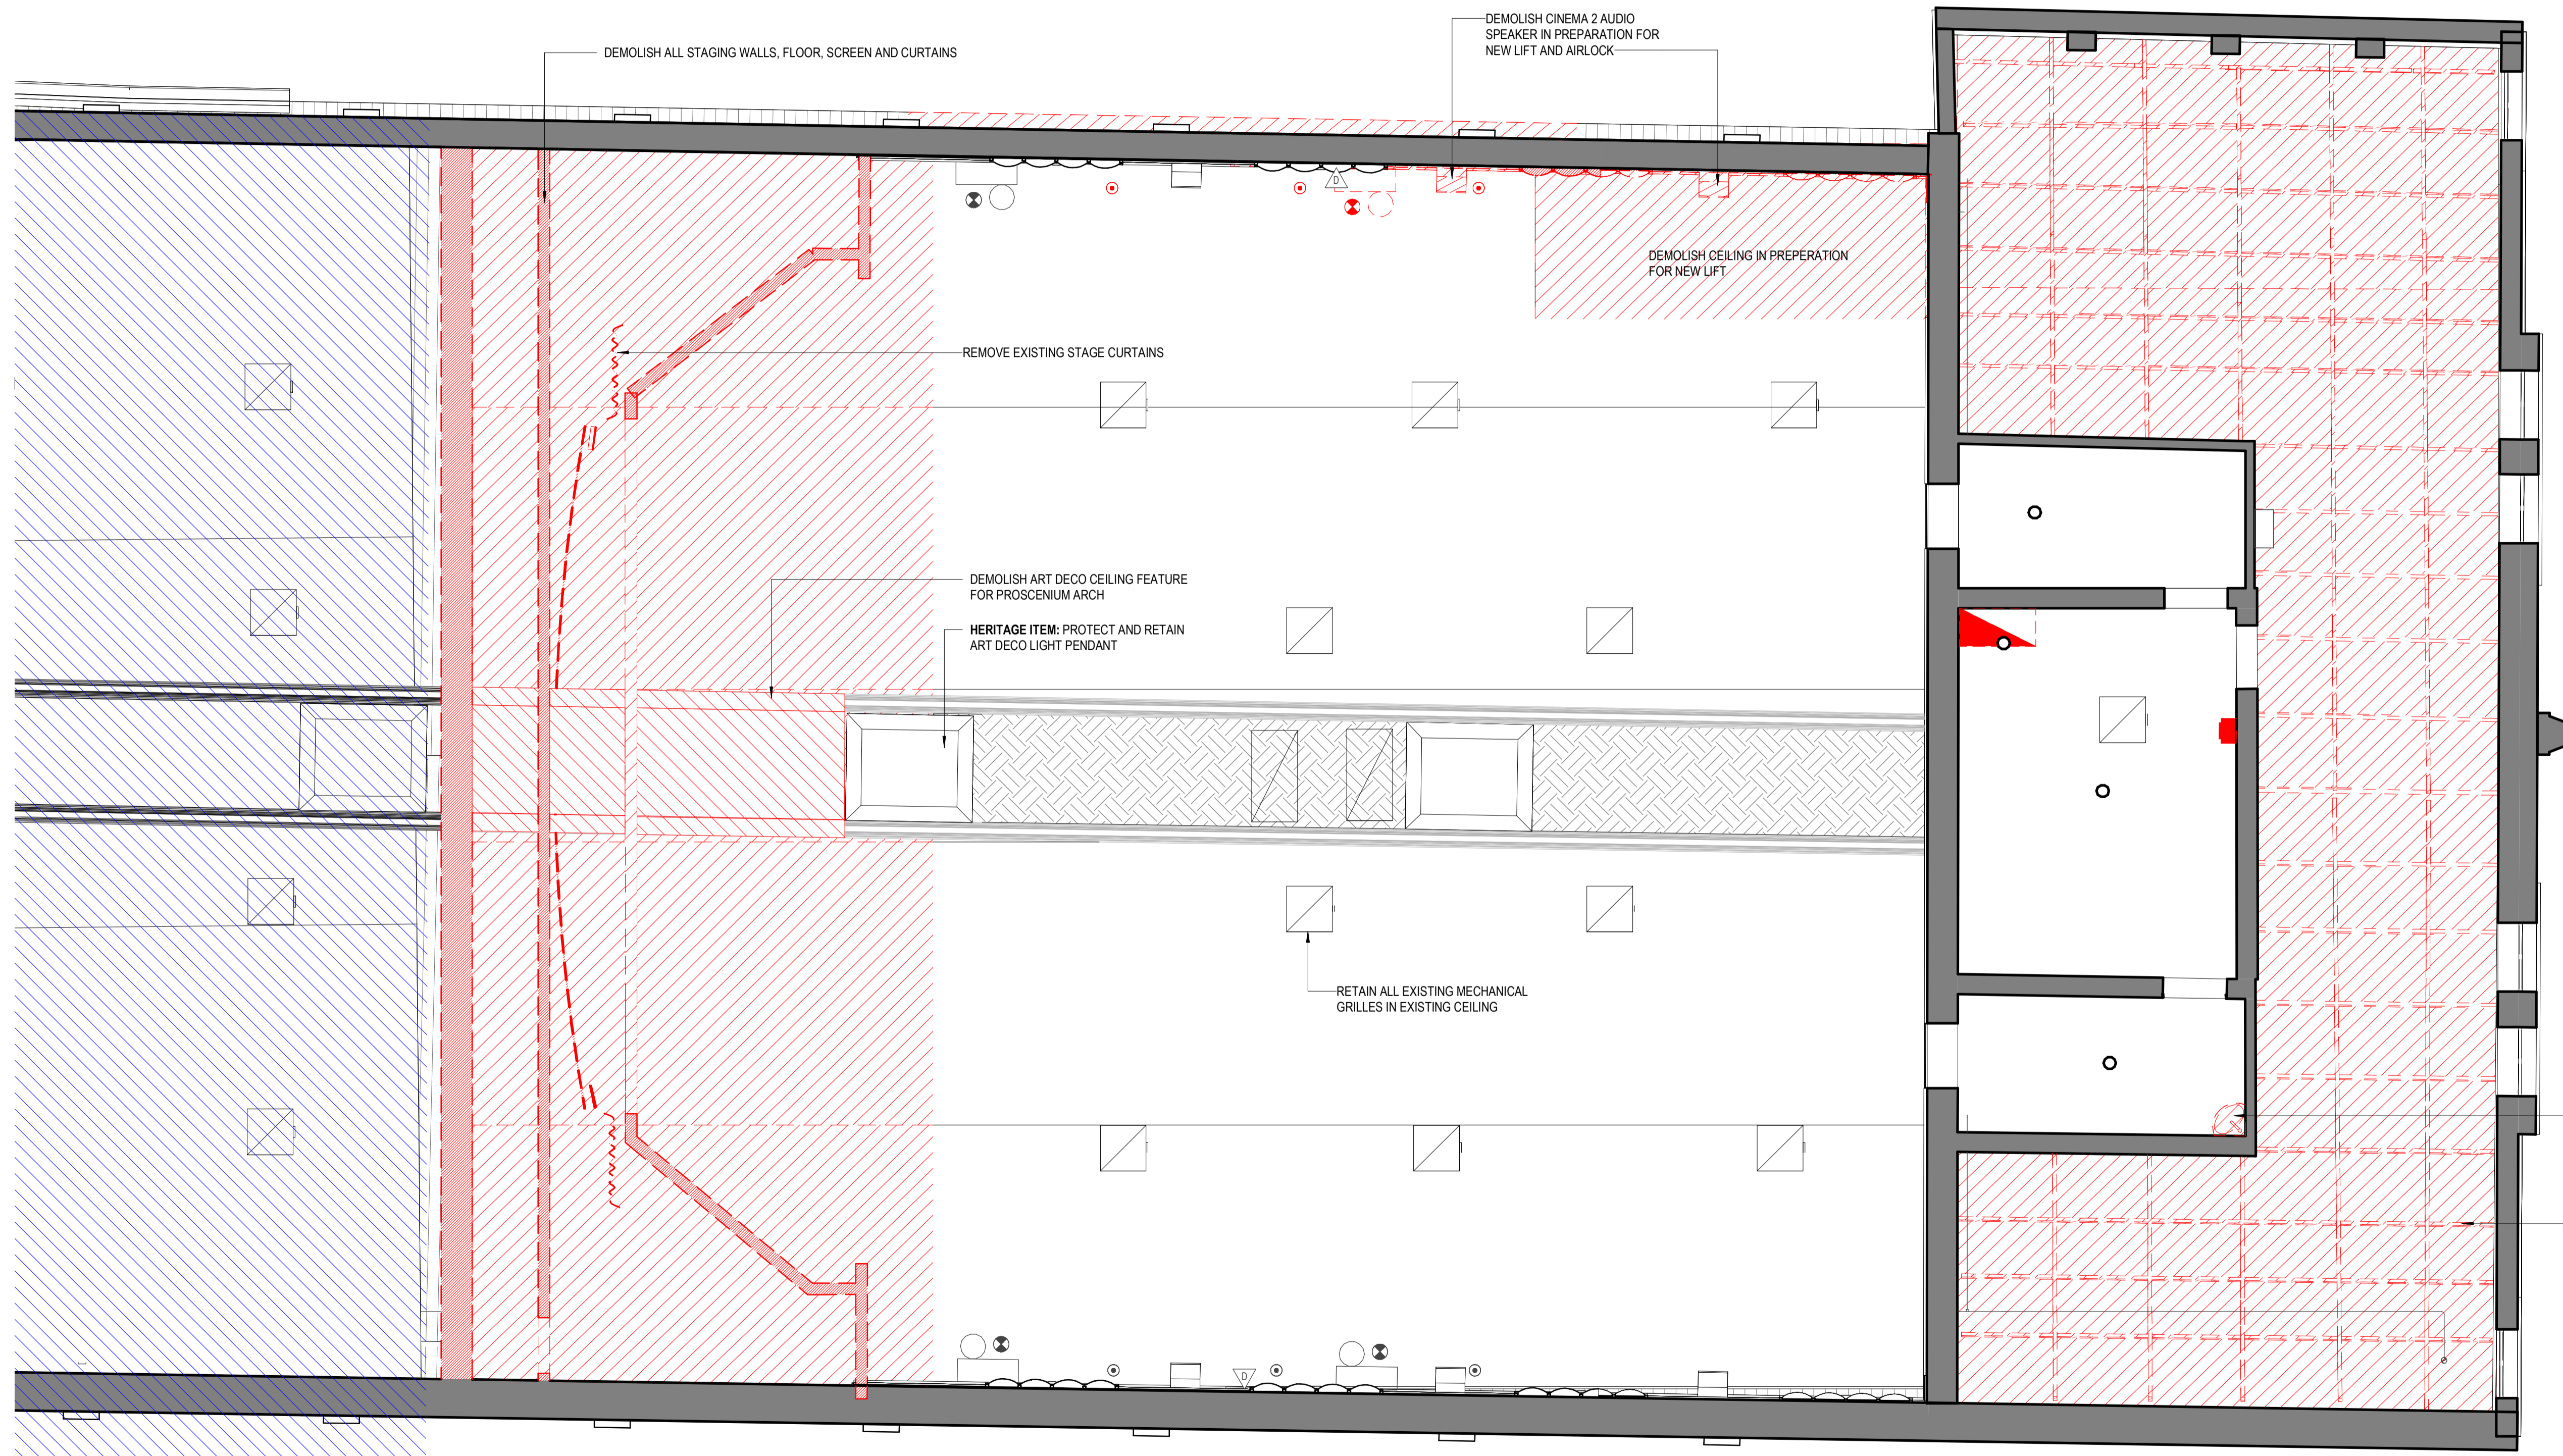 DEMOLISH ALL STAGING WALLS, FLOOR, SCREEN AND CURTAINS
DEMOLISH CINEMA 2 AUDIO
SPEAKER IN PREPARATION FOR
NEW LIFT AND AIRLOCK
D
DEMOLISH CEILING IN PREPERATION
FOR NEW LIFT
REMOVE EXISTING STAGE CURTAINS
DEMOLISH ART DECO CEILING FEATURE
FOR PROSCENIUM ARCH
HERITAGE ITEM: PROTECT AND RETAIN
ART DECO LIGHT PENDANT
RETAIN ALL EXISTING MECHANICAL
GRILLES IN EXISTING CEILING
D